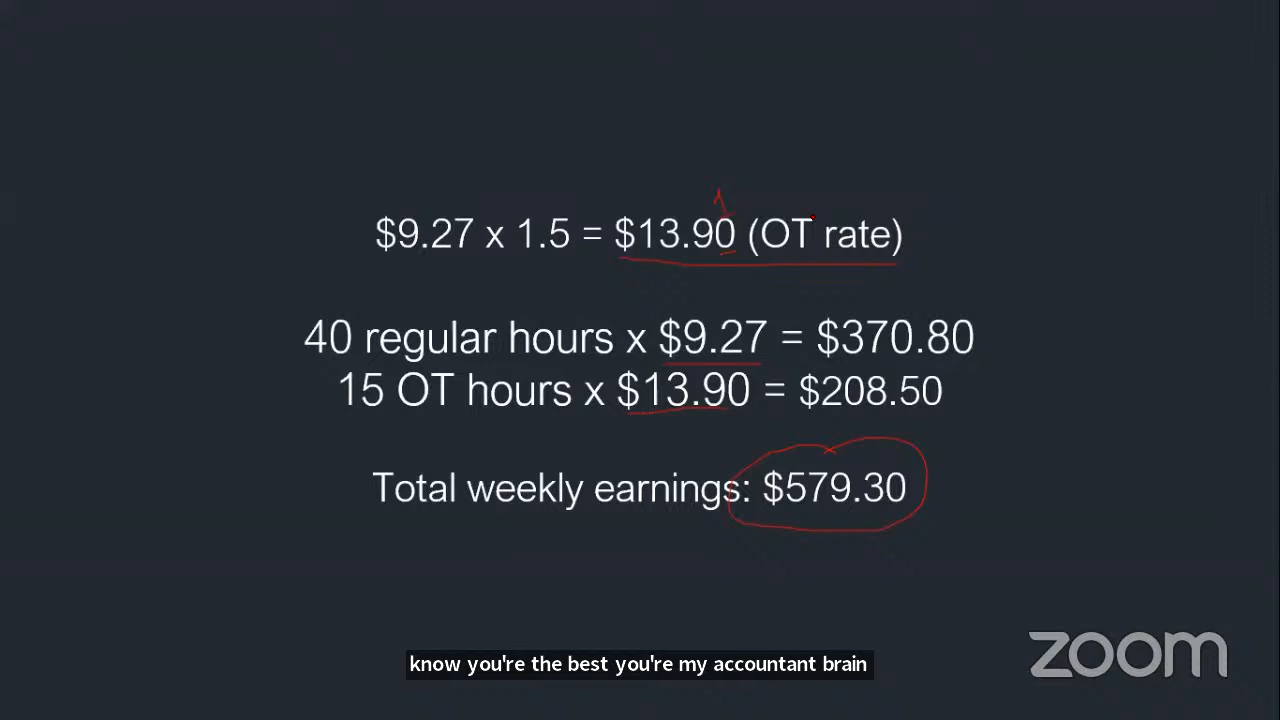 $9.27 x 1.5 = $13.90 (OT rate)
40 regular hours x $9.27 = $370.80
15 OT hours x $13.90 = $208.50
Total weekly earnings: $579.30
know you're the best you're my accountant brain
zoom